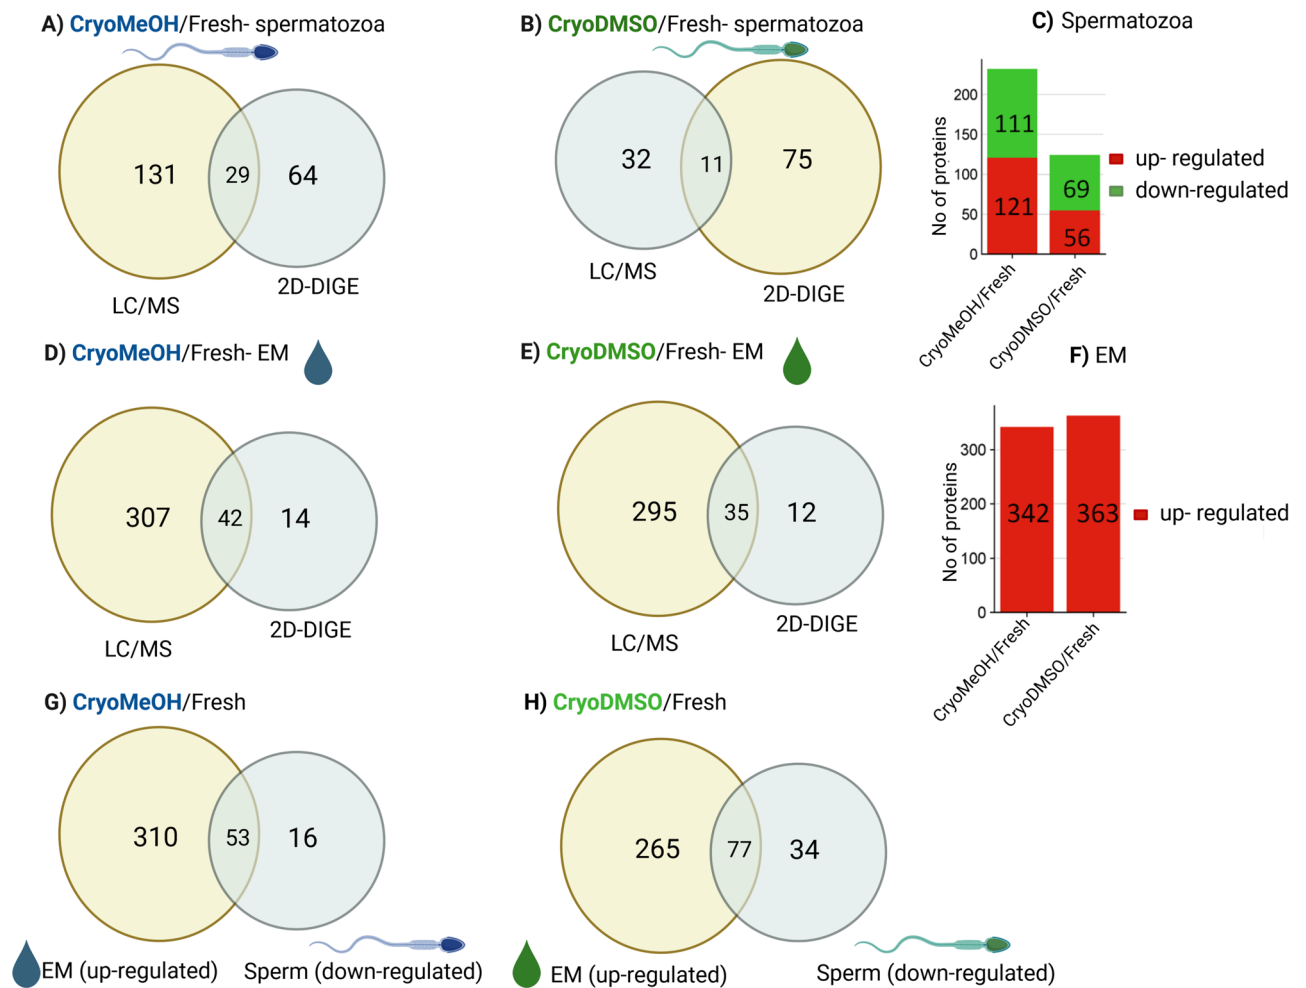 A) CryoMeOH/Fresh- spermatozoa
131
29
64
LC/MS
2D-DIGE
B) CryoDMSO/Fresh- spermatozoa
32
11
75
LC/MS
2D-DIGE
C) Spermatozoa
No of proteins
200
150
100
50
0
111
121
69
56
CryoMeOH/Fresh
CryoDMSO/Fresh
up- regulated
down-regulated
D) CryoMeOH/Fresh- EM
307
42
14
LC/MS
2D-DIGE
E) CryoDMSO/Fresh- EM
295
35
12
LC/MS
2D-DIGE
F) EM
No of proteins
300
200
100
0
342
363
CryoMeOH/Fresh
CryoDMSO/Fresh
up- regulated
G) CryoMeOH/Fresh
310
53
16
EM (up-regulated)
Sperm (down-regulated)
H) CryoDMSO/Fresh
265
77
34
EM (up-regulated)
Sperm (down-regulated)